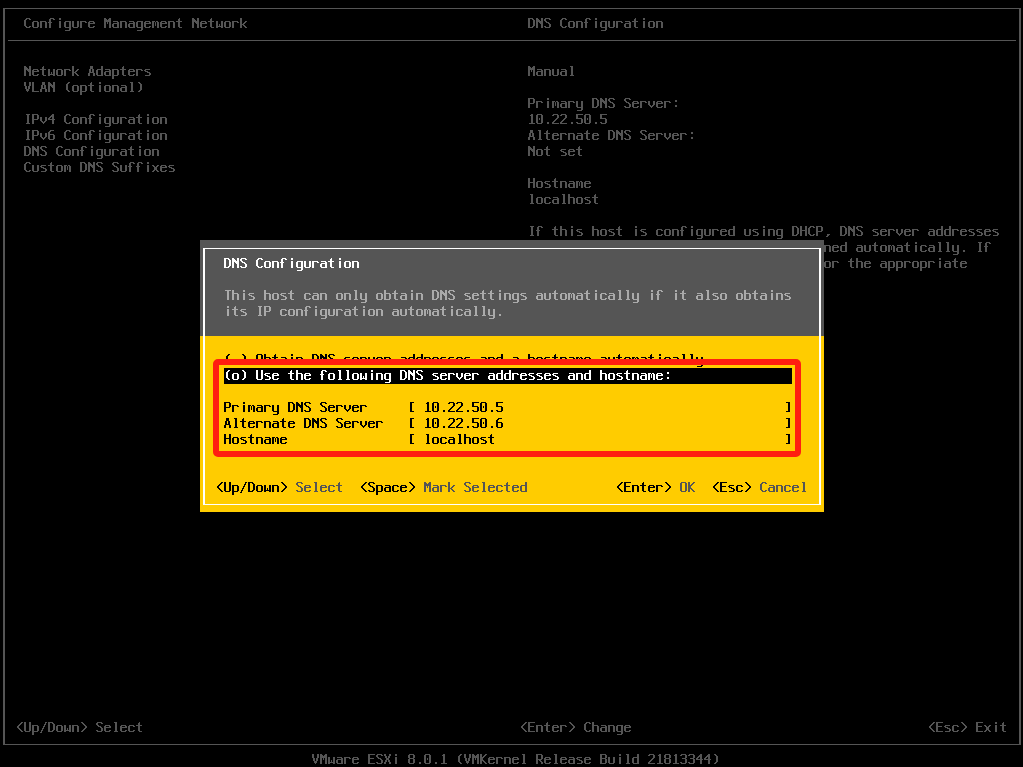 Configure Management Network
DNS Configuration
Network Adapters
VLAN (optional)
IPv4 Configuration
IPv6 Configuration
DNS Configuration
Custom DNS Suffixes
Manual
Primary DNS Server:
10.22.50.5
Alternate DNS Server:
Not set
Hostname
localhost
If this host is configured using DHCP, DNS server addresses
ned automatically. If
or the appropriate
DNS Configuration
This host can only obtain DNS settings automatically if it also obtains
its IP configuration automatically.
( ) Obtain DNS server addresses and a hostname automatically
(o) Use the following DNS server addresses and hostname:
Primary DNS Server [ 10.22.50.5 ]
Alternate DNS Server [ 10.22.50.6 ]
Hostname [ localhost ]
<Up/Down> Select <Space> Mark Selected <Enter> OK <Esc> Cancel
<Up/Down> Select <Enter> Change <Esc> Exit
VMware ESXi 8.0.1 (VMKernel Release Build 21813344)